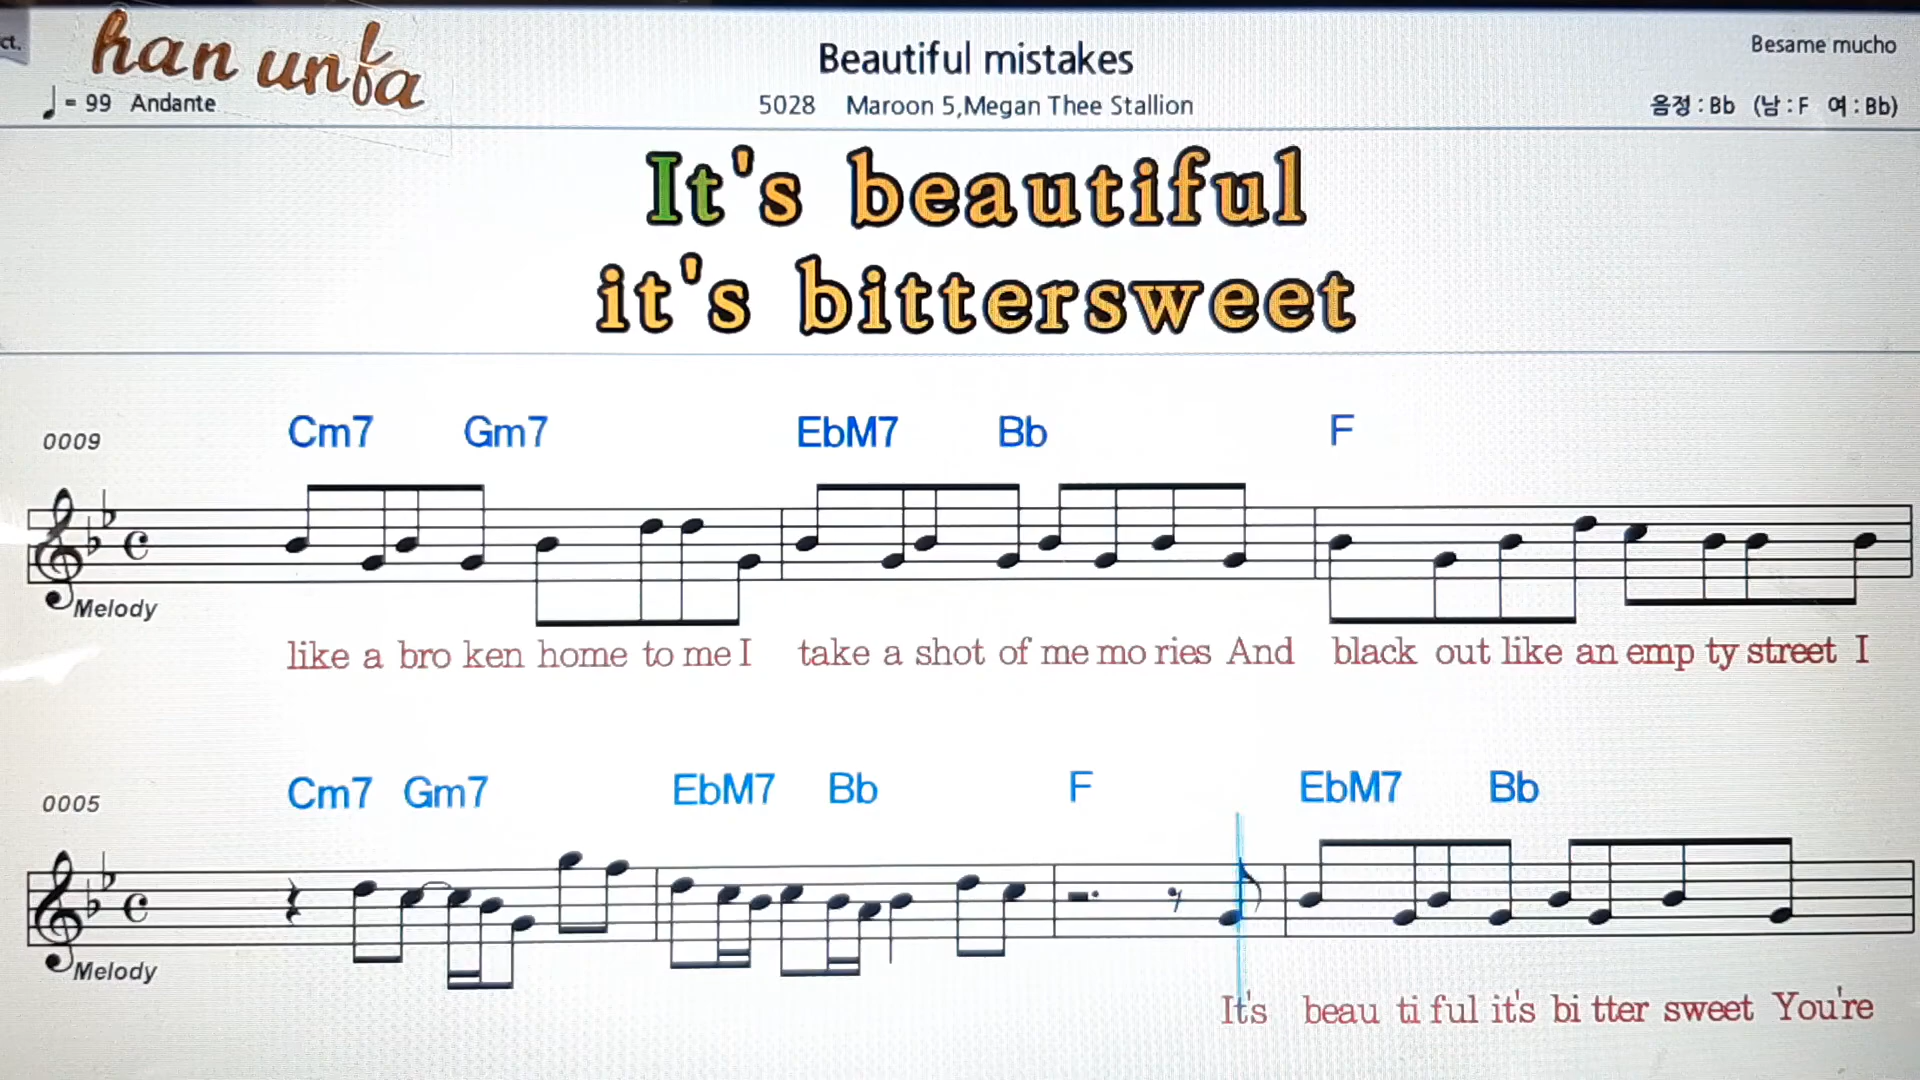 ct.
han unfa
Beautiful mistakes
Besame mucho
= 99 Andante
5028 Maroon 5,Megan Thee Stallion
음정 : Bb (남 : F 여 : Bb)
It's beautiful
it's bittersweet
0009
Cm7 Gm7 EbM7 Bb F
Melody
like a bro ken home to me I take a shot of me mo ries And black out like an emp ty street I
0005
Cm7 Gm7 EbM7 Bb F EbM7 Bb
Melody
It's beau ti ful it's bi tter sweet You're